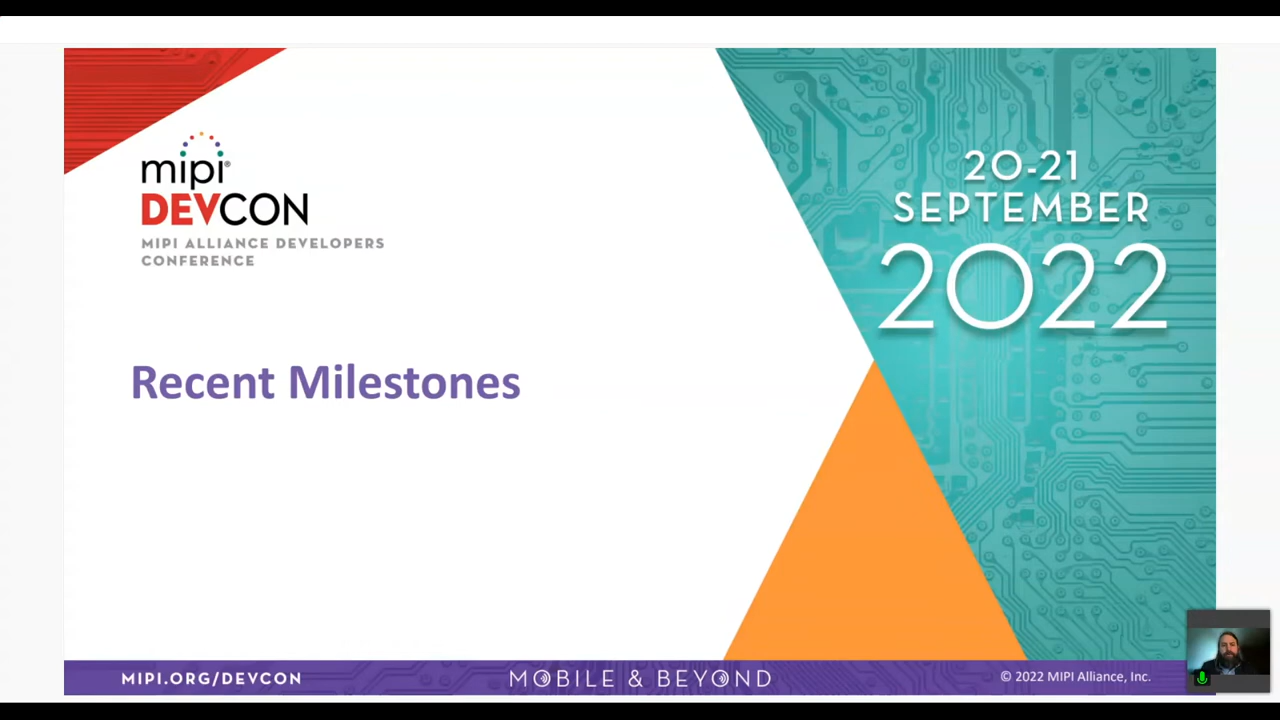 mipi®
DEVCON
MIPI ALLIANCE DEVELOPERS
CONFERENCE
20-21
SEPTEMBER
2022
Recent Milestones
MIPI.ORG/DEVCON
MOBILE & BEYOND
© 2022 MIPI Alliance, Inc.